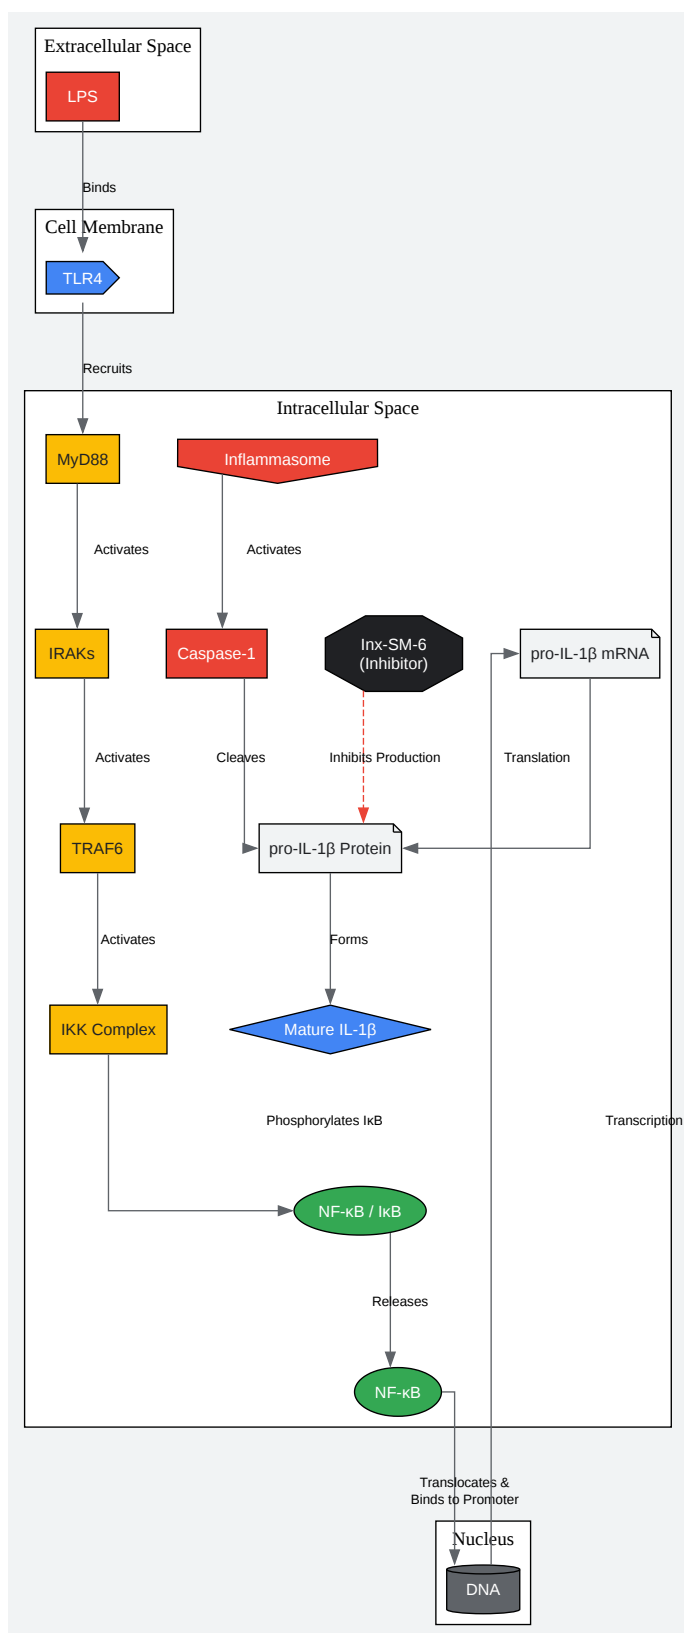 Extracellular Space
LPS
Binds
Cell Membrane
TLR4
Recruits
Intracellular Space
MyD88
Inflammasome
Activates
Activates
IRAKs
Caspase-1
Inx-SM-6
(Inhibitor)
pro-IL-1β mRNA
Activates
Cleaves
Inhibits Production
Translation
TRAF6
pro-IL-1β Protein
Activates
Forms
IKK Complex
Mature IL-1β
Phosphorylates IκB
Transcription
NF-κB / IκB
Releases
NF-κB
Translocates &
Binds to Promoter
Nucleus
DNA